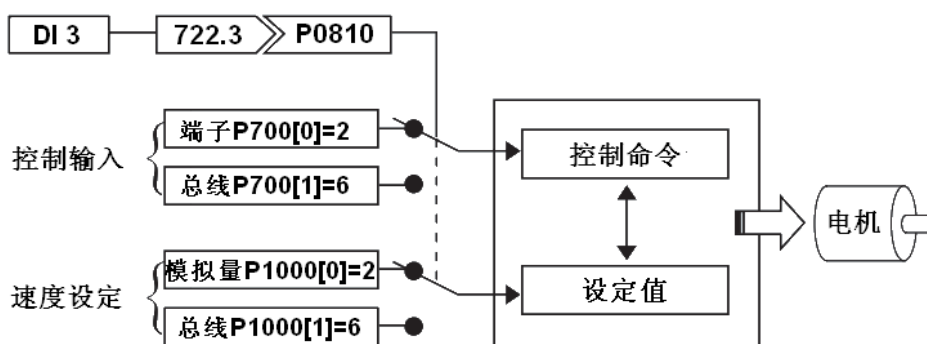 DI 3 722.3 P0810
端子P700[0]=2
控制输入
总线P700[1]=6
控制命令
电机
模拟量P1000[0]=2
速度设定
总线P1000[1]=6
设定值